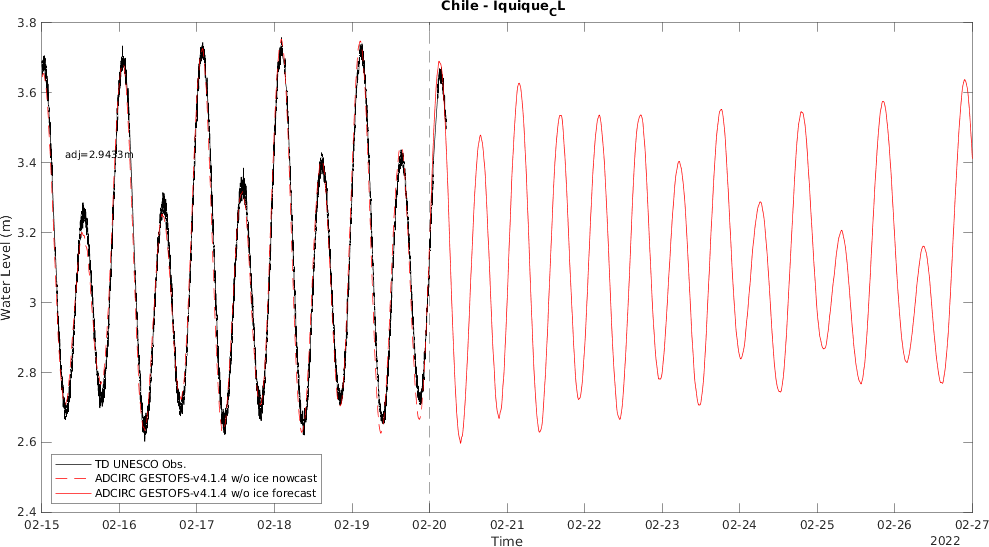 Chile - Iquique_CL
3.8
3.6
3.4
3.2
3
2.8
2.6
2.4
Water Level (m)
adj=2.9433m
TD UNESCO Obs.
ADCIRC GESTOFS-v4.1.4 w/o ice nowcast
ADCIRC GESTOFS-v4.1.4 w/o ice forecast
02-15 02-16 02-17 02-18 02-19 02-20 02-21 02-22 02-23 02-24 02-25 02-26 02-27
Time
2022